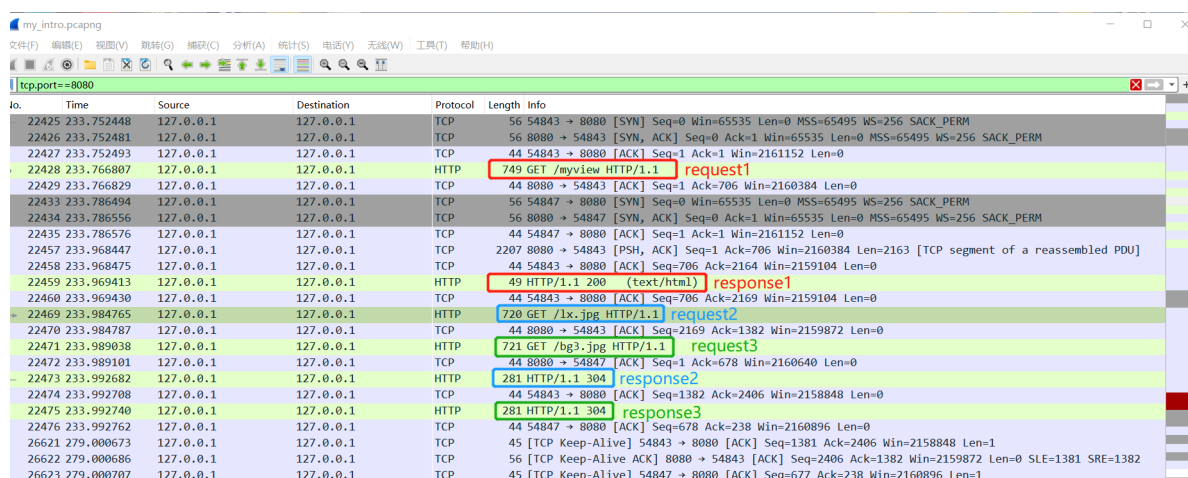 my_intro.pcapng
文件(F) 编辑(E) 视图(V) 跳转(G) 捕获(C) 分析(A) 统计(S) 电话(Y) 无线(W) 工具(T) 帮助(H)
tcp.port==8080
No. Time Source Destination Protocol Length Info
22425 233.752448 127.0.0.1 127.0.0.1 TCP 56 54843 → 8080 [SYN] Seq=0 Win=65535 Len=0 MSS=65495 WS=256 SACK_PERM
22426 233.752481 127.0.0.1 127.0.0.1 TCP 56 8080 → 54843 [SYN, ACK] Seq=0 Ack=1 Win=65535 Len=0 MSS=65495 WS=256 SACK_PERM
22427 233.752493 127.0.0.1 127.0.0.1 TCP 44 54843 → 8080 [ACK] Seq=1 Ack=1 Win=2161152 Len=0
22428 233.766807 127.0.0.1 127.0.0.1 HTTP 749 GET /myview HTTP/1.1 request1
22429 233.766829 127.0.0.1 127.0.0.1 TCP 44 8080 → 54843 [ACK] Seq=1 Ack=706 Win=2160384 Len=0
22433 233.786494 127.0.0.1 127.0.0.1 TCP 56 54847 → 8080 [SYN] Seq=0 Win=65535 Len=0 MSS=65495 WS=256 SACK_PERM
22434 233.786556 127.0.0.1 127.0.0.1 TCP 56 8080 → 54847 [SYN, ACK] Seq=0 Ack=1 Win=65535 Len=0 MSS=65495 WS=256 SACK_PERM
22435 233.786576 127.0.0.1 127.0.0.1 TCP 44 54847 → 8080 [ACK] Seq=1 Ack=1 Win=2161152 Len=0
22457 233.968447 127.0.0.1 127.0.0.1 TCP 2207 8080 → 54843 [PSH, ACK] Seq=1 Ack=706 Win=2160384 Len=2163 [TCP segment of a reassembled PDU]
22458 233.968475 127.0.0.1 127.0.0.1 TCP 44 54843 → 8080 [ACK] Seq=706 Ack=2164 Win=2159104 Len=0
22459 233.969413 127.0.0.1 127.0.0.1 HTTP 49 HTTP/1.1 200 (text/html) response1
22460 233.969430 127.0.0.1 127.0.0.1 TCP 44 54843 → 8080 [ACK] Seq=706 Ack=2169 Win=2159104 Len=0
22469 233.984765 127.0.0.1 127.0.0.1 HTTP 720 GET /lx.jpg HTTP/1.1 request2
22470 233.984787 127.0.0.1 127.0.0.1 TCP 44 8080 → 54843 [ACK] Seq=2169 Ack=1382 Win=2159872 Len=0
22471 233.989038 127.0.0.1 127.0.0.1 HTTP 721 GET /bg3.jpg HTTP/1.1 request3
22472 233.989101 127.0.0.1 127.0.0.1 TCP 44 8080 → 54847 [ACK] Seq=1 Ack=678 Win=2160640 Len=0
22473 233.992682 127.0.0.1 127.0.0.1 HTTP 281 HTTP/1.1 304 response2
22474 233.992708 127.0.0.1 127.0.0.1 TCP 44 54843 → 8080 [ACK] Seq=1382 Ack=2406 Win=2158848 Len=0
22475 233.992740 127.0.0.1 127.0.0.1 HTTP 281 HTTP/1.1 304 response3
22476 233.992762 127.0.0.1 127.0.0.1 TCP 44 54847 → 8080 [ACK] Seq=678 Ack=238 Win=2160896 Len=0
26621 279.000673 127.0.0.1 127.0.0.1 TCP 45 [TCP Keep-Alive] 54843 → 8080 [ACK] Seq=1381 Ack=2406 Win=2158848 Len=1
26622 279.000686 127.0.0.1 127.0.0.1 TCP 56 [TCP Keep-Alive ACK] 8080 → 54843 [ACK] Seq=2406 Ack=1382 Win=2159872 Len=0 SLE=1381 SRE=1382
26623 279.000707 127.0.0.1 127.0.0.1 TCP 45 [TCP Keep-Alive] 54847 → 8080 [ACK] Seq=677 Ack=238 Win=2160896 Len=1